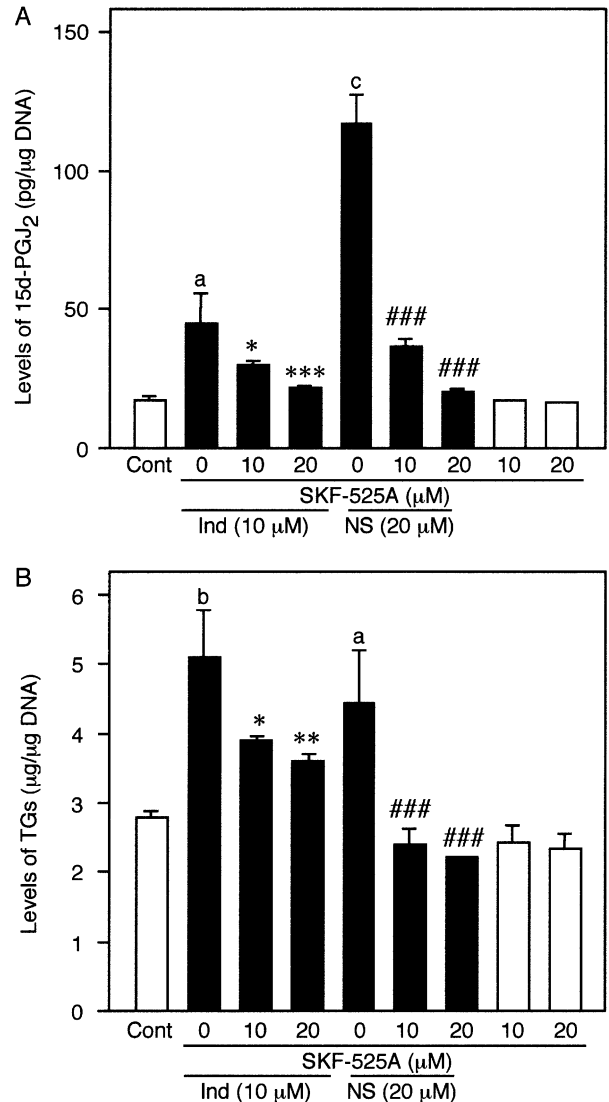 A
Levels of 15d-PGJ2 (pg/μg DNA)
150
100
50
0
a
*
***
c
###
###
Cont 0 10 20 0 10 20 10 20
SKF-525A (μM)
Ind (10 μM) NS (20 μM)
B
Levels of TGs (μg/μg DNA)
6
5
4
3
2
1
0
b
*
**
a
###
###
Cont 0 10 20 0 10 20 10 20
SKF-525A (μM)
Ind (10 μM) NS (20 μM)